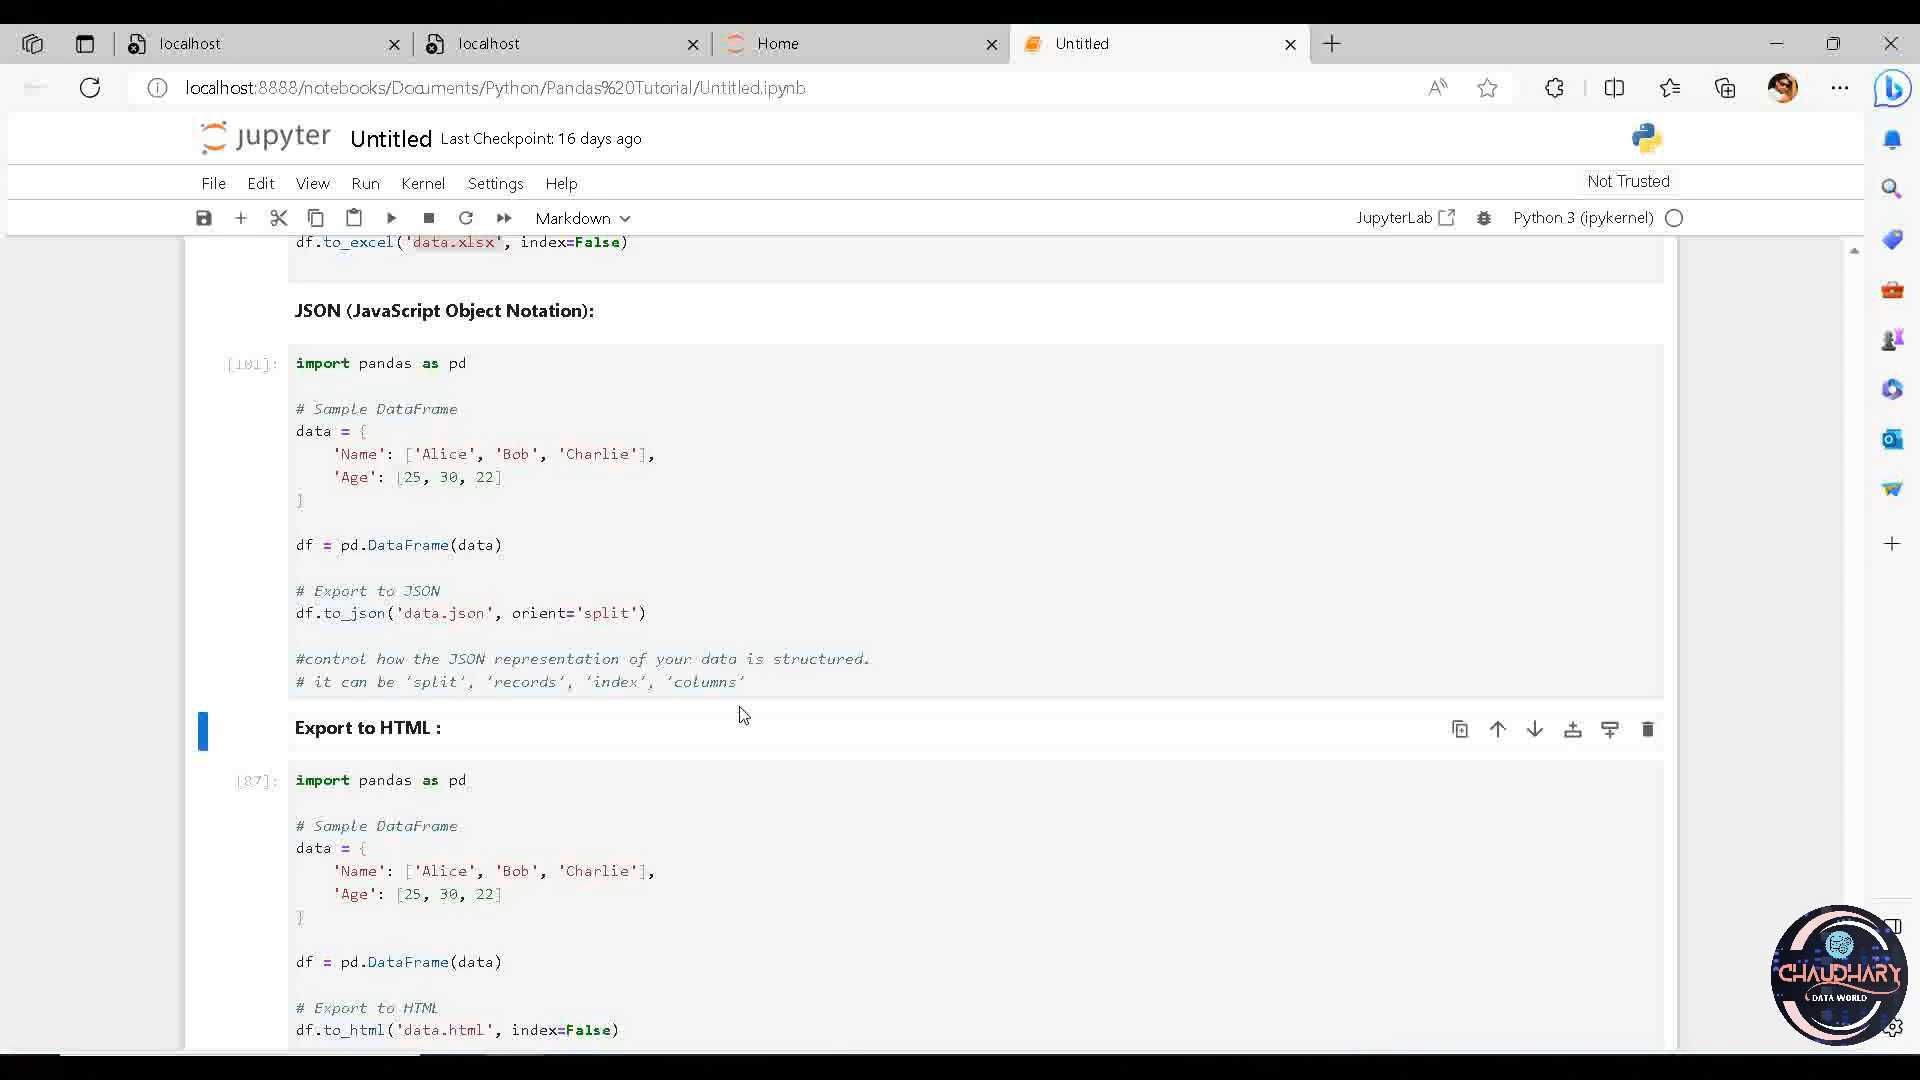 localhost
localhost
Home
Untitled
localhost:8888/notebooks/Documents/Python/Pandas%20Tutorial/Untitled.ipynb
jupyter Untitled Last Checkpoint: 16 days ago
File Edit View Run Kernel Settings Help
Not Trusted
Markdown
JupyterLab
Python 3 (ipykernel)
df.to_excel('data.xlsx', index=False)
JSON (JavaScript Object Notation):
[101]:
import pandas as pd
# Sample DataFrame
data = {
'Name': ['Alice', 'Bob', 'Charlie'],
'Age': [25, 30, 22]
}
df = pd.DataFrame(data)
# Export to JSON
df.to_json('data.json', orient='split')
#control how the JSON representation of your data is structured.
# it can be 'split', 'records', 'index', 'columns'
Export to HTML :
[87]:
import pandas as pd
# Sample DataFrame
data = {
'Name': ['Alice', 'Bob', 'Charlie'],
'Age': [25, 30, 22]
}
df = pd.DataFrame(data)
# Export to HTML
df.to_html('data.html', index=False)
CHAUDHARY
DATA WORLD